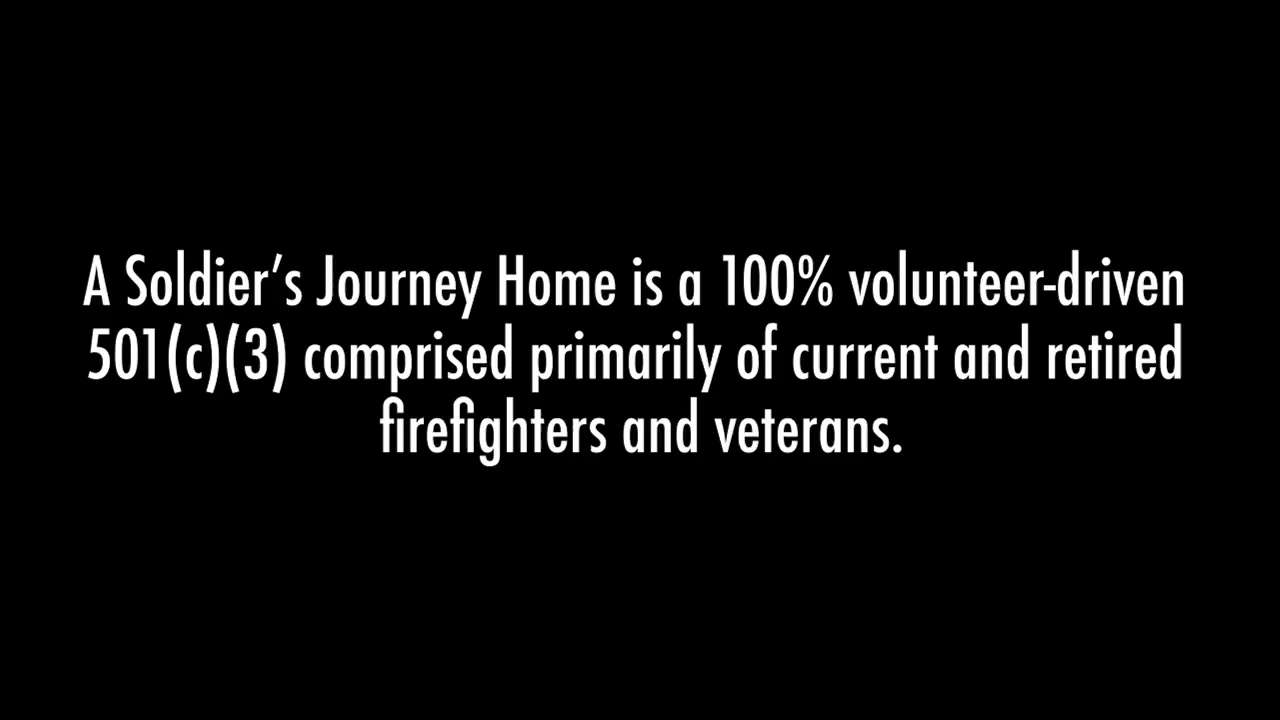 A Soldier’s Journey Home is a 100% volunteer-driven
501(c)(3) comprised primarily of current and retired
firefighters and veterans.